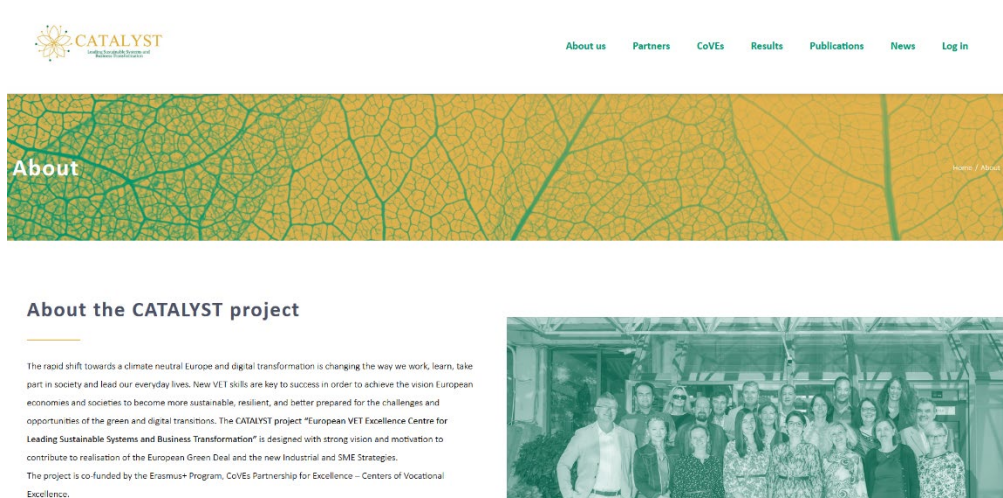 CATALYST
Leading Sustainable Systems and
Business Transformation
About us Partners CoVEs Results Publications News Log in
About
Home / About
About the CATALYST project
The rapid shift towards a climate neutral Europe and digital transformation is changing the way we work, learn, take
part in society and lead our everyday lives. New VET skills are key to success in order to achieve the vision European
economies and societies to become more sustainable, resilient, and better prepared for the challenges and
opportunities of the green and digital transitions. The CATALYST project "European VET Excellence Centre for
Leading Sustainable Systems and Business Transformation" is designed with strong vision and motivation to
contribute to realisation of the European Green Deal and the new Industrial and SME Strategies.
The project is co-funded by the Erasmus+ Program, CoVEs Partnership for Excellence – Centers of Vocational
Excellence.